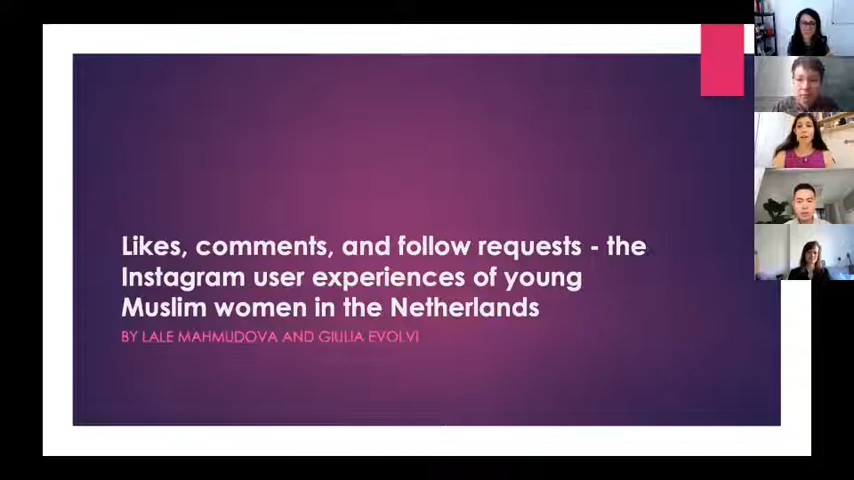 Likes, comments, and follow requests - the
Instagram user experiences of young
Muslim women in the Netherlands
BY LALE MAHMUDOVA AND GIULIA EVOLVI